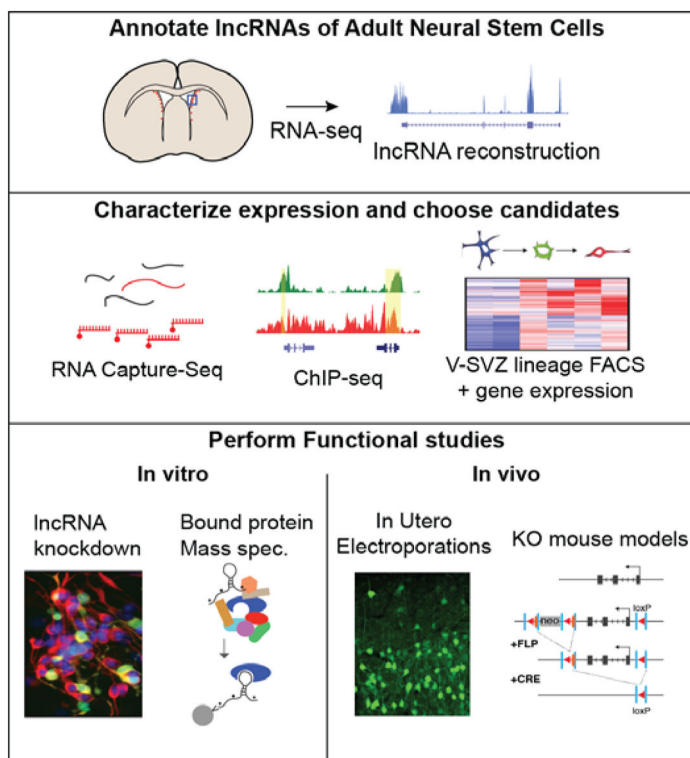 Annotate lncRNAs of Adult Neural Stem Cells
RNA-seq
lncRNA reconstruction
Characterize expression and choose candidates
RNA Capture-Seq
ChIP-seq
V-SVZ lineage FACS
+ gene expression
Perform Functional studies
In vitro
lncRNA
knockdown
Bound protein
Mass spec.
In vivo
In Utero
Electroporations
KO mouse models
loxP
neo
+FLP
+CRE
loxP